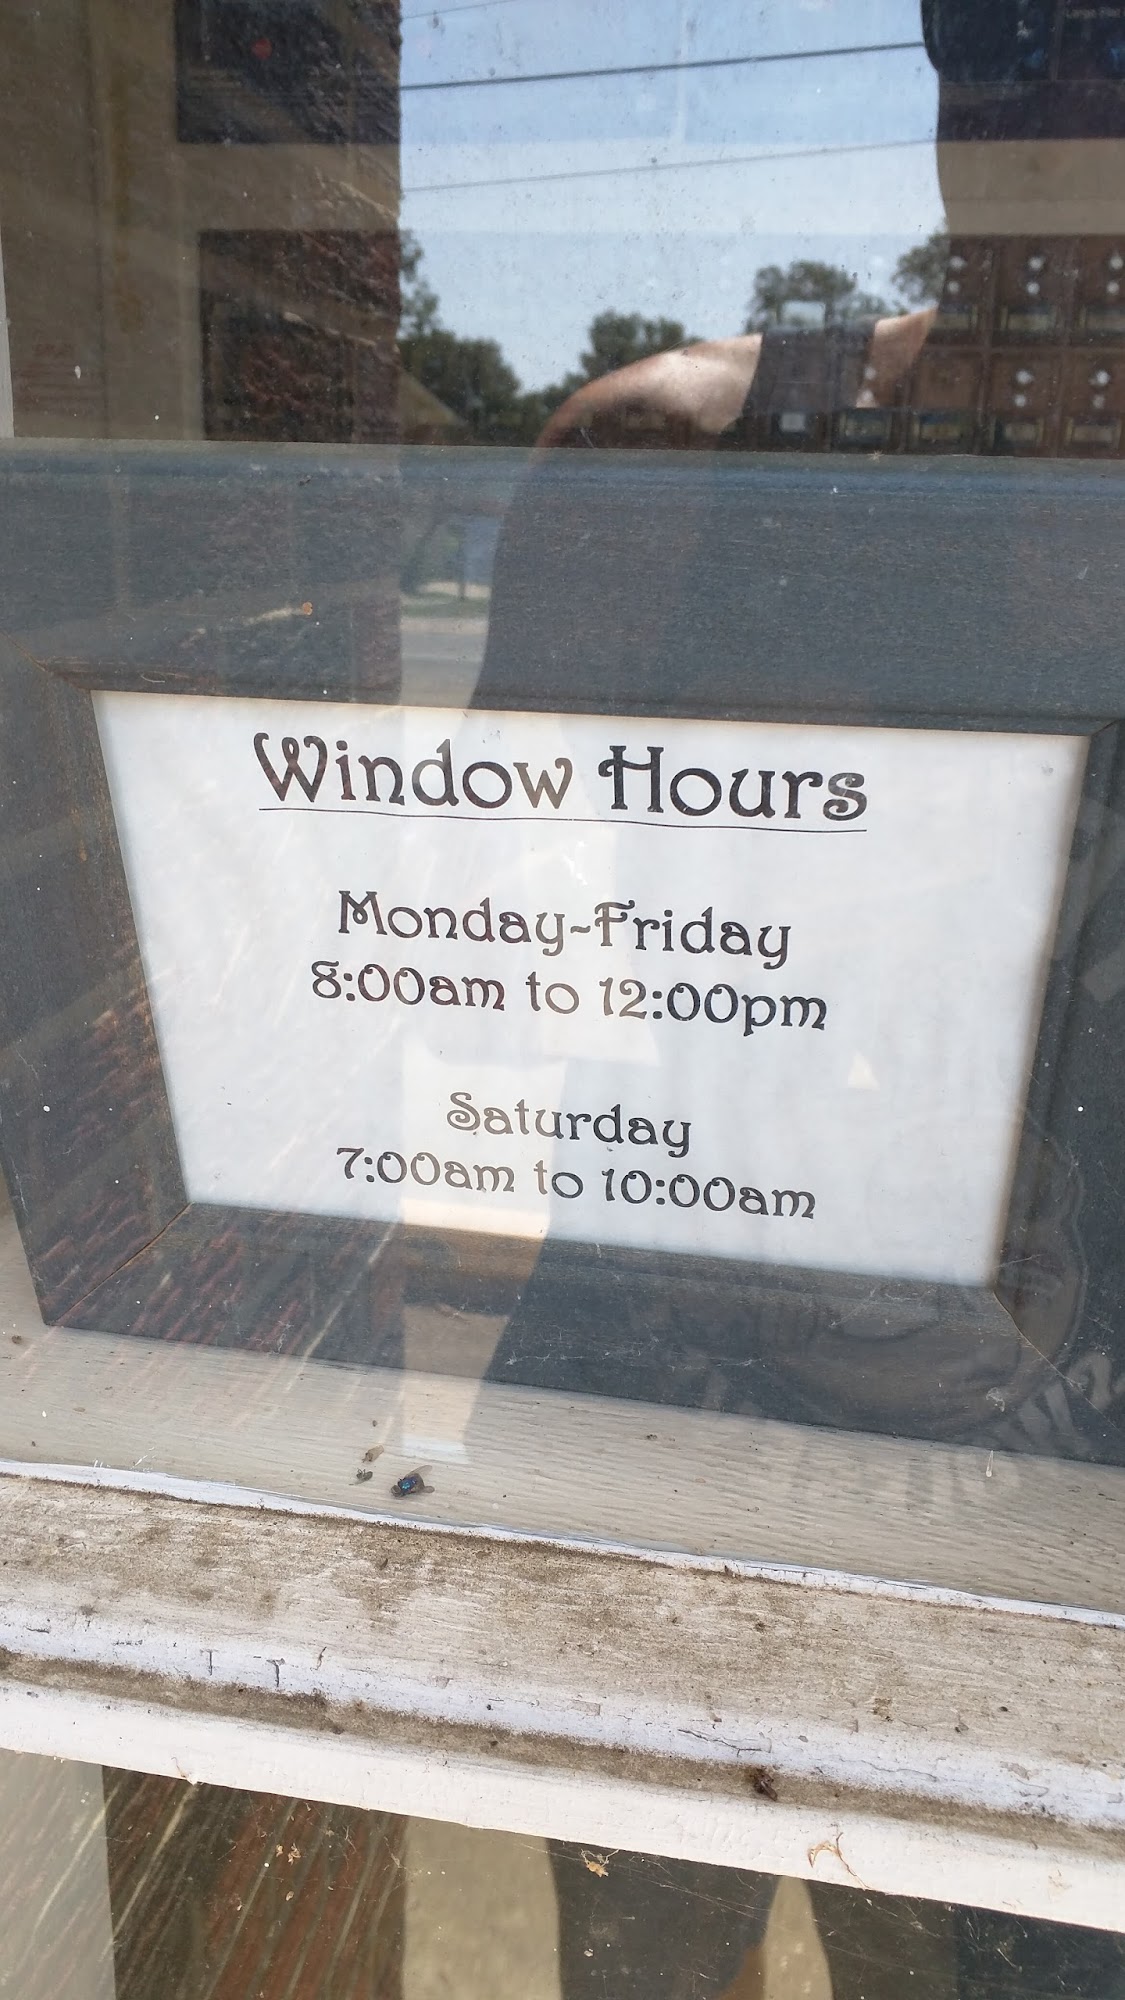 Window Hours
Monday-Friday
8:00am to 12:00pm
Saturday
7:00am to 10:00am